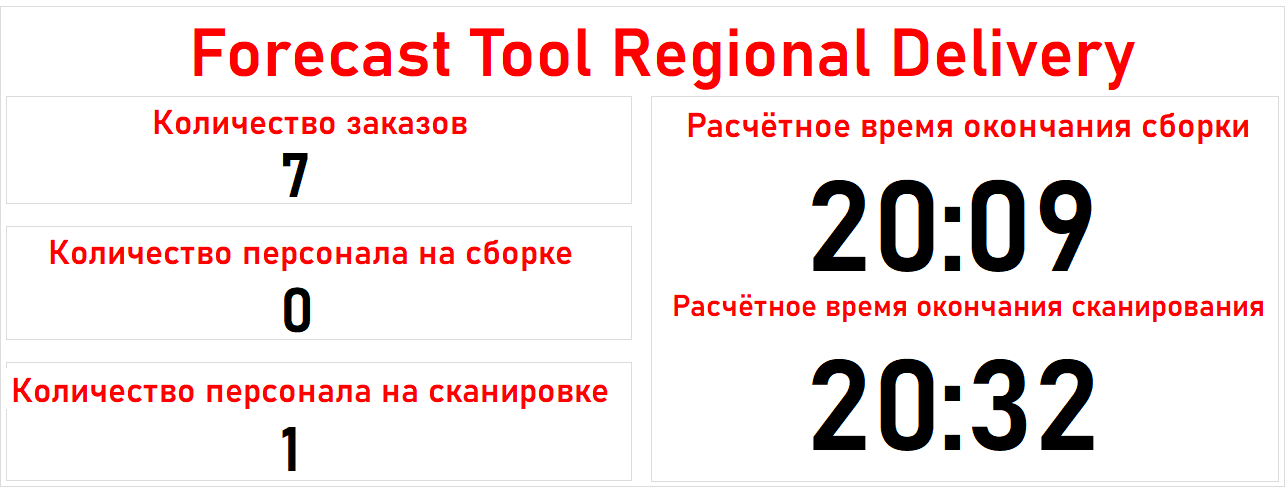 Forecast Tool Regional Delivery
Количество заказов
7
Количество персонала на сборке
0
Количество персонала на сканировке
1
Расчётное время окончания сборки
20:09
Расчётное время окончания сканирования
20:32